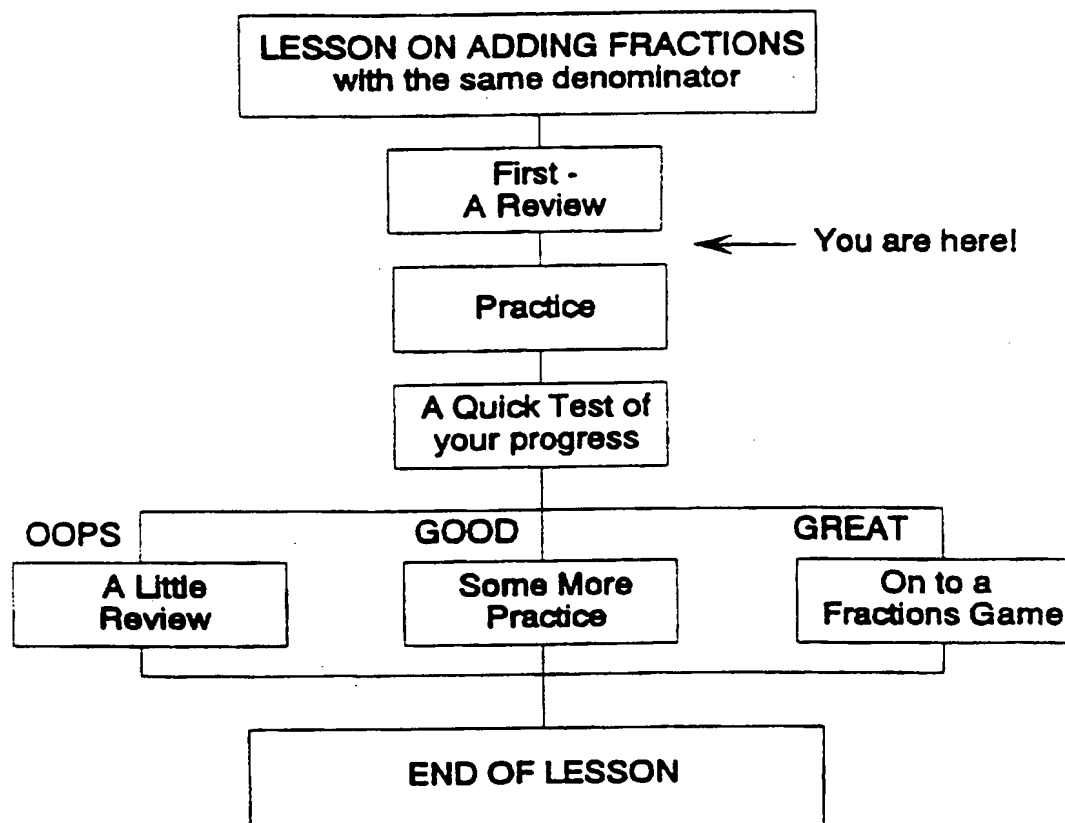 LESSON ON ADDING FRACTIONS
with the same denominator
First -
A Review
You are here!
Practice
A Quick Test of
your progress
OOPS
GOOD
GREAT
A Little
Review
Some More
Practice
On to a
Fractions Game
END OF LESSON